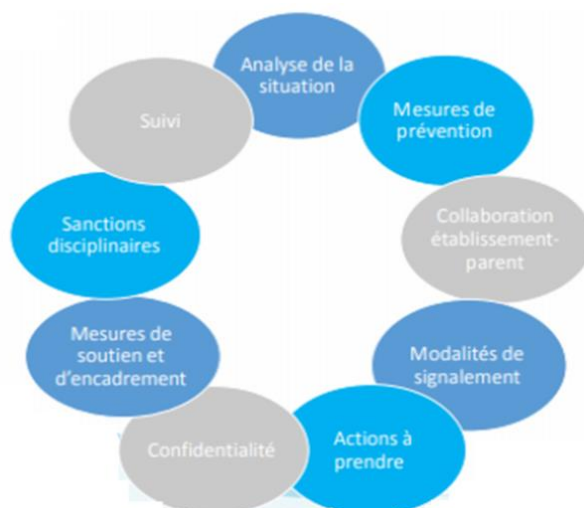 Analyse de la
situation
Mesures de
prévention
Collaboration
établissement-
parent
Modalités de
signalement
Actions à
prendre
Confidentialité
Mesures de
soutien et
d'encadrement
Sanctions
disciplinaires
Suivi